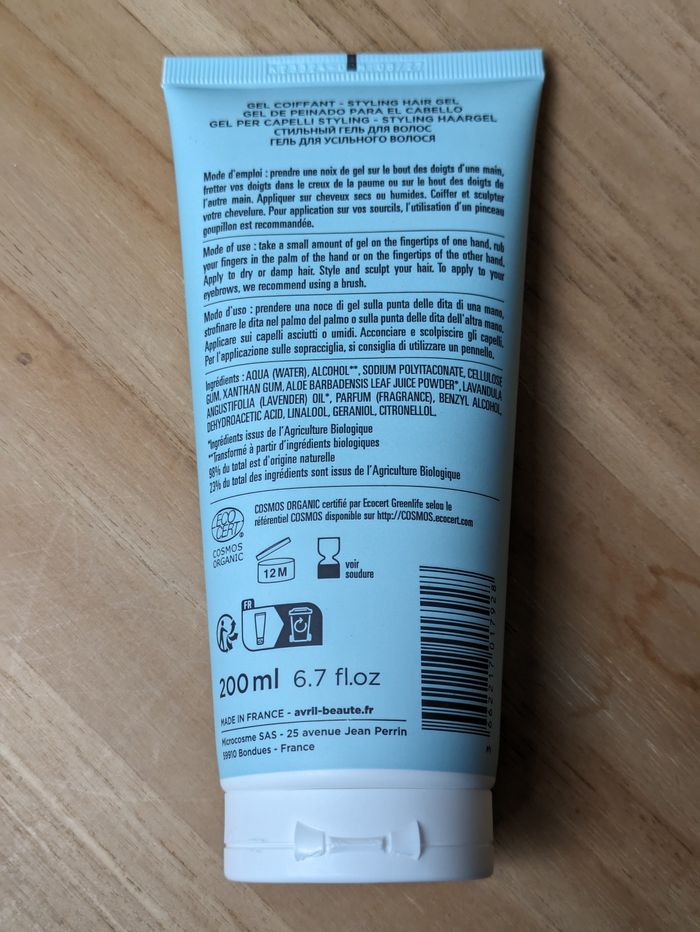 GEL COIFFANT - STYLING HAIR GEL
GEL DE PEINADO PARA EL CABELLO
GEL PER CAPELLI STYLING - STYLING HAARGEL
СТИЛЬНЫЙ ГЕЛЬ ДЛЯ ВОЛОС
ГЕЛЬ ДЛЯ УСІЛЬНОГО ВОЛОСЯ
Mode d'emploi : prendre une noix de gel sur le bout des doigts d'une main,
frotter vos doigts dans le creux de la paume ou sur le bout des doigts de
l'autre main. Appliquer sur cheveux secs ou humides. Coiffer et sculpter
votre chevelure. Pour application sur vos sourcils, l'utilisation d'un pinceau
goupillon est recommandée.
Mode of use : take a small amount of gel on the fingertips of one hand, rub
your fingers in the palm of the hand or on the fingertips of the other hand.
Apply to dry or damp hair. Style and sculpt your hair. To apply to your
eyebrows, we recommend using a brush.
Modo d'uso : prendere una noce di gel sulla punta delle dita di una mano,
strofinare le dita nel palmo del palmo o sulla punta delle dita dell'altra mano.
Applicare sui capelli asciutti o umidi. Acconciare e scolpiscire gli capelli.
Per l'applicazione sulle sopracciglia, si consiglia di utilizzare un pennello.
Ingrédients : AQUA (WATER), ALCOHOL**, SODIUM POLYITACONATE, CELLULOSE
GUM, XANTHAN GUM, ALOE BARBADENSIS LEAF JUICE POWDER*, LAVANDULA
ANGUSTIFOLIA (LAVENDER) OIL*, PARFUM (FRAGRANCE), BENZYL ALCOHOL,
DEHYDROACETIC ACID, LINALOOL, GERANIOL, CITRONELLOL.
*Ingrédients issus de l'Agriculture Biologique
**Transformé à partir d'ingrédients biologiques
98% du total est d'origine naturelle
23% du total des ingrédients sont issus de l'Agriculture Biologique
COSMOS ORGANIC certifié par Ecocert Greenlife selon le
référentiel COSMOS disponible sur http://COSMOS.ecocert.com
ECO
CERT
COSMOS
ORGANIC
12M
voir
soudure
FR
200ml 6.7 fl.oz
MADE IN FRANCE - avril-beaute.fr
Microcosme SAS - 25 avenue Jean Perrin
59910 Bondues - France
3 662217 017928